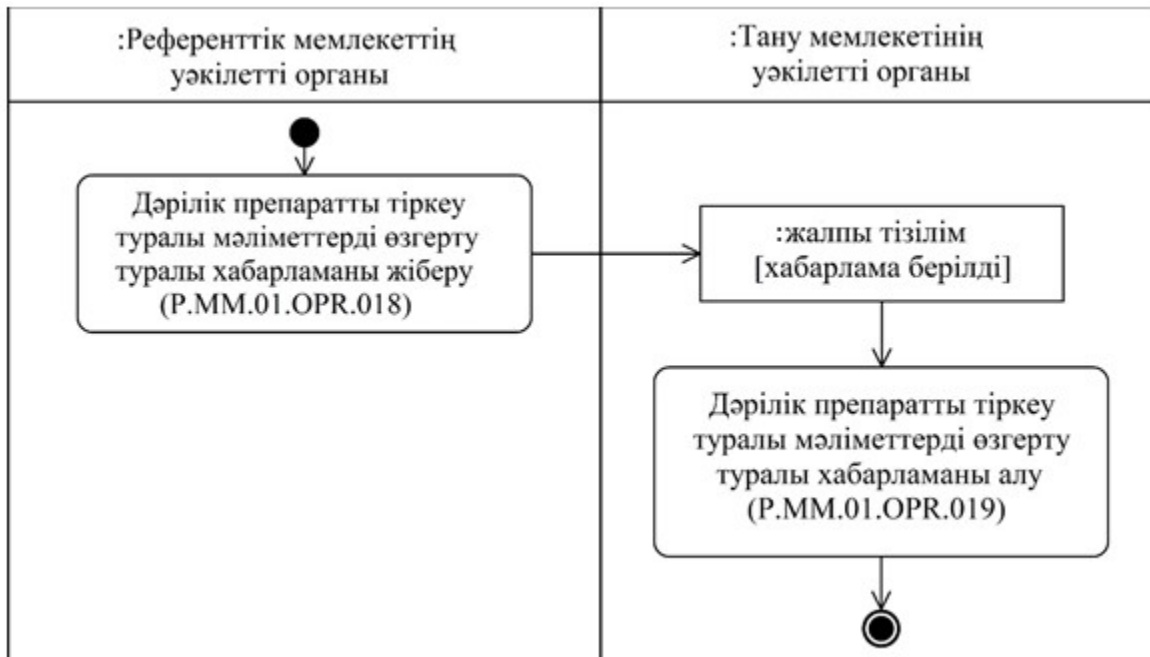 :Референттік мемлекеттің
уәкілетті органы
:Тану мемлекетінің
уәкілетті органы
Дәрілік препаратты тіркеу
туралы мәліметтерді өзгерту
туралы хабарламаны жіберу
(P.MM.01.OPR.018)
:жалпы тізілім
[хабарлама берілді]
Дәрілік препаратты тіркеу
туралы мәліметтерді өзгерту
туралы хабарламаны алу
(P.MM.01.OPR.019)